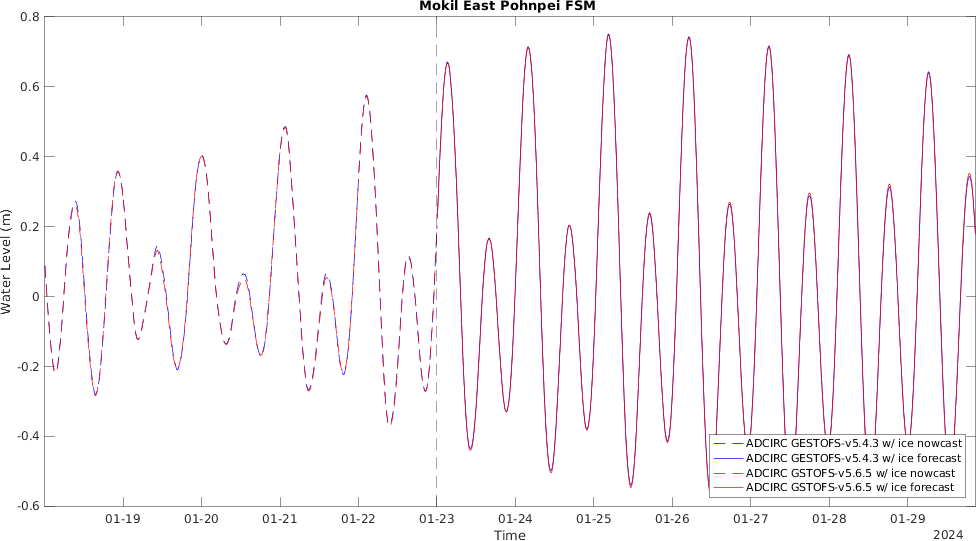 Mokil East Pohnpei FSM
0.8
0.6
0.4
0.2
0
-0.2
-0.4
-0.6
Water Level (m)
ADCIRC GESTOFS-v5.4.3 w/ ice nowcast
ADCIRC GESTOFS-v5.4.3 w/ ice forecast
ADCIRC GSTOFS-v5.6.5 w/ ice nowcast
ADCIRC GSTOFS-v5.6.5 w/ ice forecast
01-19 01-20 01-21 01-22 01-23 01-24 01-25 01-26 01-27 01-28 01-29
Time
2024